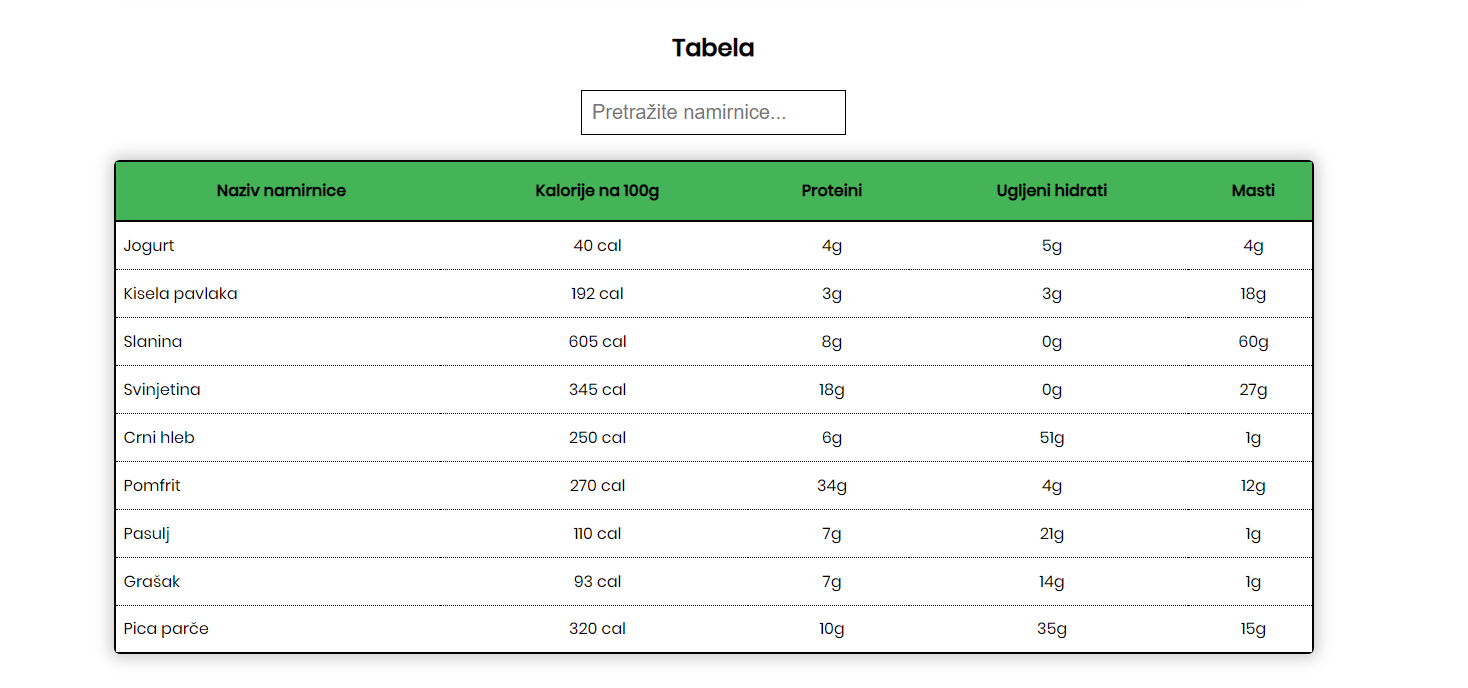 Tabela
Pretražite namirnice...
Naziv namirnice Kalorije na 100g Proteini Ugljeni hidrati Masti
Jogurt 40 cal 4g 5g 4g
Kisela pavlaka 192 cal 3g 3g 18g
Slanina 605 cal 8g 0g 60g
Svinjetina 345 cal 18g 0g 27g
Crni hleb 250 cal 6g 51g 1g
Pomfrit 270 cal 34g 4g 12g
Pasulj 110 cal 7g 21g 1g
Grašak 93 cal 7g 14g 1g
Pica parče 320 cal 10g 35g 15g